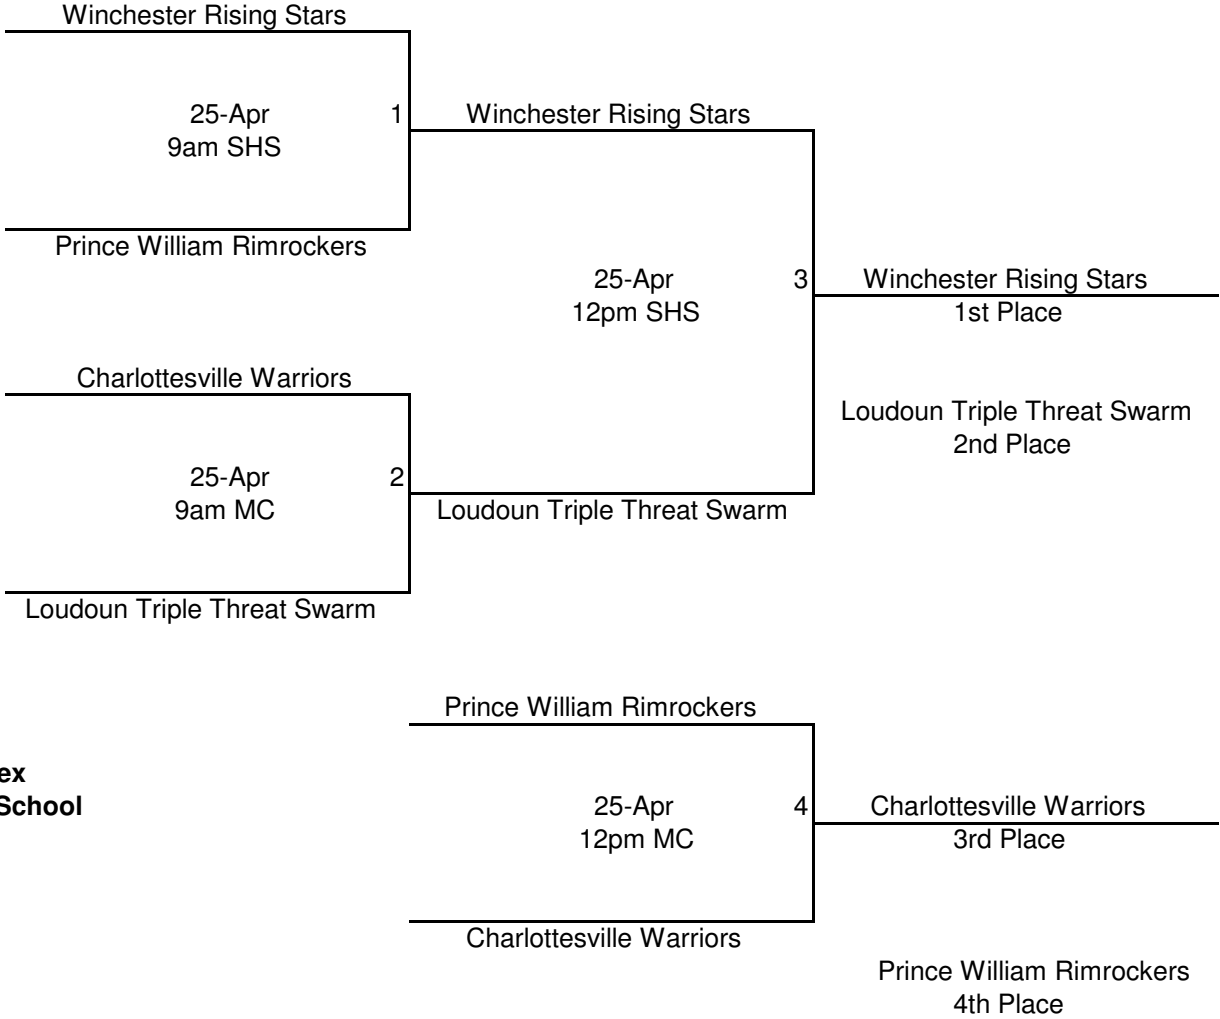 Winchester Rising Stars
25-Apr 1
9am SHS
Winchester Rising Stars
Prince William Rimrockers
25-Apr 3
12pm SHS
Winchester Rising Stars
1st Place
Charlottesville Warriors
Loudoun Triple Threat Swarm
2nd Place
25-Apr 2
9am MC
Loudoun Triple Threat Swarm
Loudoun Triple Threat Swarm
Prince William Rimrockers
ex
School
25-Apr 4
12pm MC
Charlottesville Warriors
3rd Place
Charlottesville Warriors
Prince William Rimrockers
4th Place